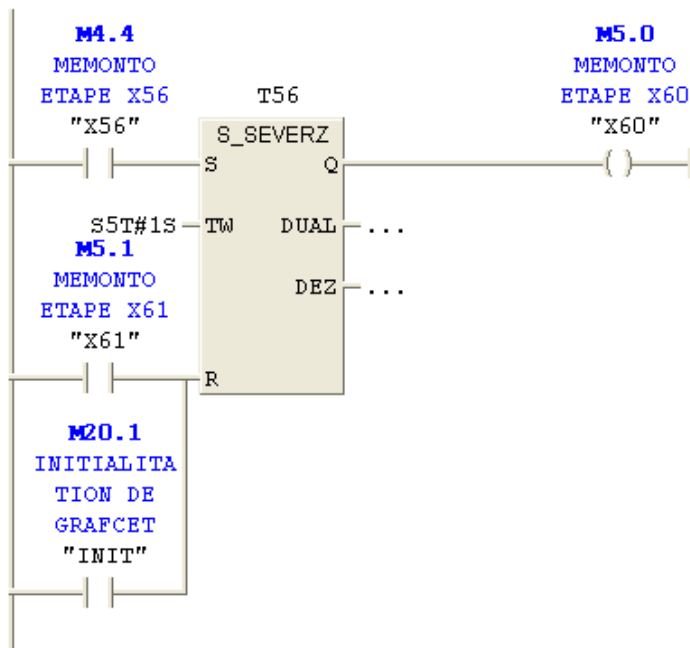 M4.4
MEMONTO
ETAPE X56
"X56"
T56
S_SEVERZ
M5.0
MEMONTO
ETAPE X60
"X60"
S
Q
S5T#1S
TW
DUAL
...
M5.1
MEMONTO
ETAPE X61
"X61"
DEZ
...
R
M20.1
INITIALITA
TION DE
GRAFCET
"INIT"